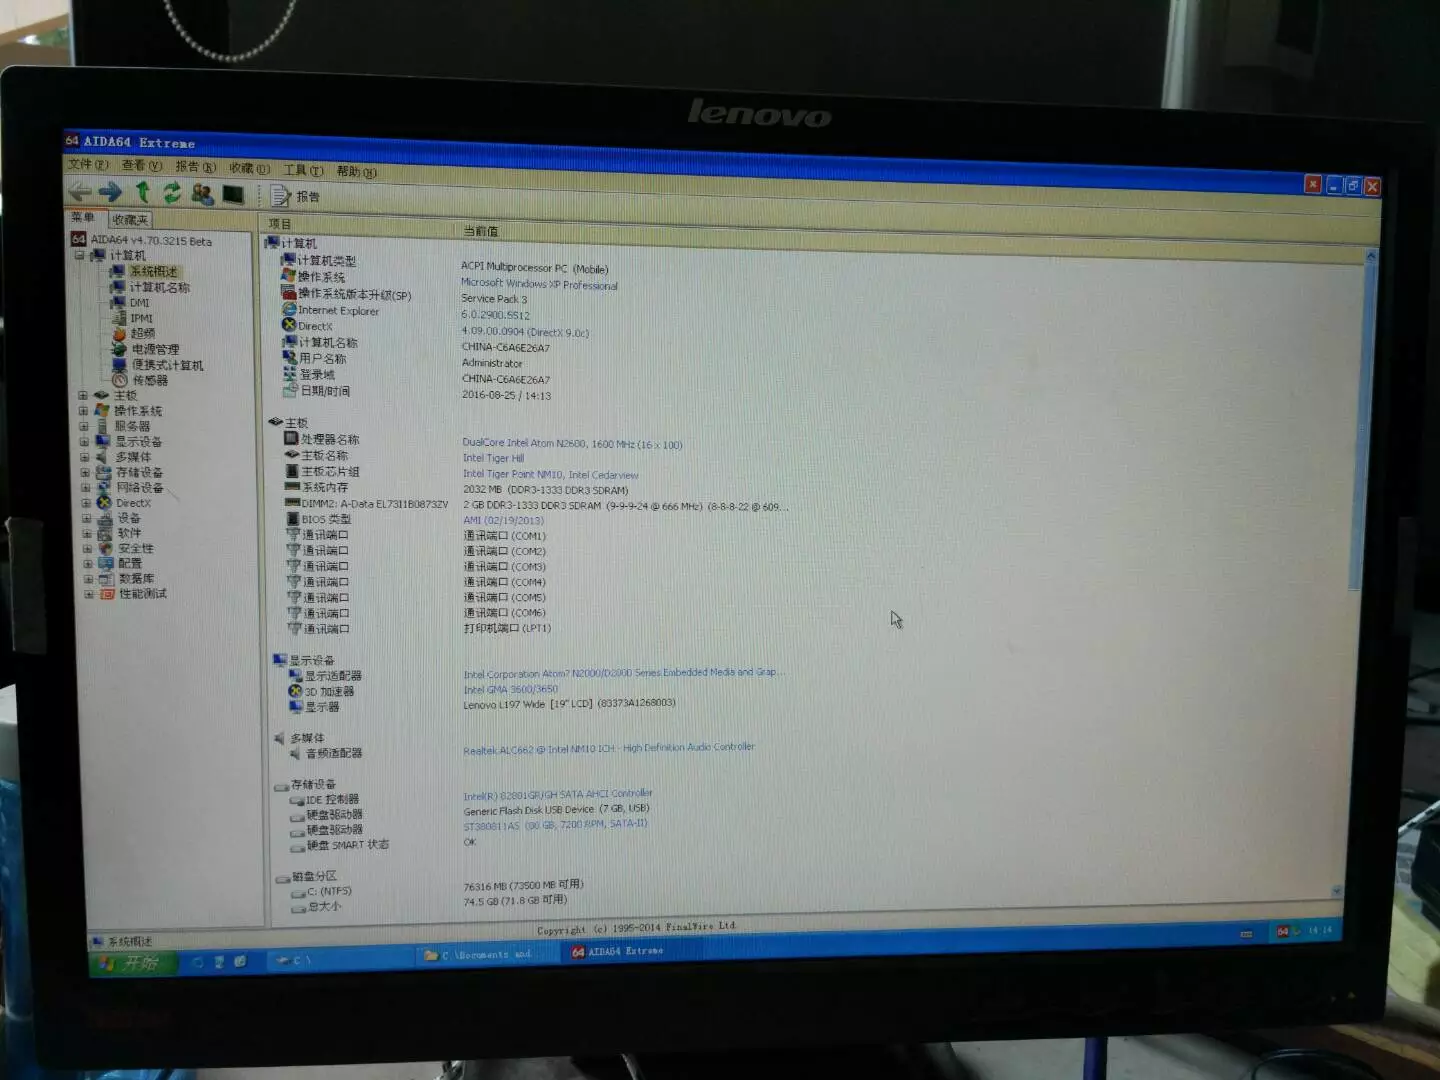 lenovo
AIDA64 Extreme
文件(F) 查看(V) 报告(R) 收藏(O) 工具(T) 帮助(H)
报告
菜单 收藏夹
项目 当前值
AIDA64 v4.70.3215 Beta
计算机
系统概述
计算机名称
DMI
IPMI
超频
电源管理
便携式计算机
传感器
主板
操作系统
服务器
显示设备
多媒体
存储设备
网络设备
DirectX
设备
软件
安全性
配置
数据库
性能测试
计算机
计算机类型 ACPI Multiprocessor PC (Mobile)
操作系统 Microsoft Windows XP Professional
操作系统版本升级(SP) Service Pack 3
Internet Explorer 6.0.2900.5512
DirectX 4.09.00.0904 (DirectX 9.0c)
计算机名称 CHINA-C6A6E26A7
用户名称 Administrator
登录域 CHINA-C6A6E26A7
日期/时间 2016-08-25 / 14:13
主板
处理器名称 DualCore Intel Atom N2600, 1600 MHz (16 x 100)
主板名称 Intel Tiger Hill
主板芯片组 Intel Tiger Point NM10, Intel Cedarview
系统内存 2032 MB (DDR3-1333 DDR3 SDRAM)
DIMM2: A-Data EL73I1B0873ZV 2 GB DDR3-1333 DDR3 SDRAM (9-9-9-24 @ 666 MHz) (8-8-8-22 @ 609...
BIOS 类型 AMI (02/19/2013)
通讯端口 通讯端口 (COM1)
通讯端口 通讯端口 (COM2)
通讯端口 通讯端口 (COM3)
通讯端口 通讯端口 (COM4)
通讯端口 通讯端口 (COM5)
通讯端口 通讯端口 (COM6)
通讯端口 打印机端口 (LPT1)
显示设备
显示适配器 Intel Corporation Atom? N2000/D2000 Series Embedded Media and Grap...
3D 加速器 Intel GMA 3600/3650
显示器 Lenovo L197 Wide [19" LCD] (83373A1268003)
多媒体
音频适配器 Realtek ALC662 @ Intel NM10 ICH - High Definition Audio Controller
存储设备
IDE 控制器 Intel(R) 82801GR/GH SATA AHCI Controller
硬盘驱动器 Generic Flash Disk USB Device (7 GB, USB)
硬盘驱动器 ST380811AS (80 GB, 7200 RPM, SATA-II)
硬盘 SMART 状态 OK
磁盘分区
C: (NTFS) 76316 MB (73500 MB 可用)
总大小 74.5 GB (71.8 GB 可用)
系统概述 Copyright (c) 1995-2014 FinalWire Ltd.
开始 C:\ C:\Documents and... AIDA64 Extreme 14:14